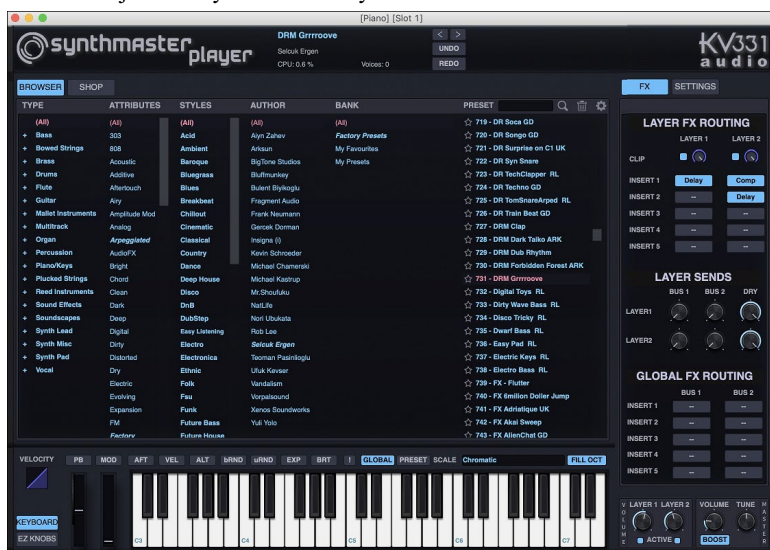 [Piano] [Slot 1]
synthmaster player
DRM Grrrroove
Selcuk Ergen
CPU: 0.6 % Voices: 0
< >
UNDO
REDO
KV331 audio
BROWSER SHOP
FX SETTINGS
TYPE ATTRIBUTES STYLES AUTHOR BANK PRESET
(All) (All) (All) (All) (All) 719 - DR Soca GD
+ Bass 303 Acid Aiyn Zahev Factory Presets 720 - DR Songo GD
+ Bowed Strings 808 Ambient Arksun My Favourites 721 - DR Surprise on C1 UK
+ Brass Acoustic Baroque BigTone Studios My Presets 722 - DR Syn Snare
+ Drums Additive Bluegrass Bluffmunkey 723 - DR TechClapper RL
+ Flute Aftertouch Blues Bulent Biyikoglu 724 - DR Techno GD
+ Guitar Airy Breakbeat Fragment Audio 725 - DR TomSnareArped RL
+ Mallet Instruments Amplitude Mod Chillout Frank Neumann 726 - DR Train Beat GD
+ Multitrack Analog Cinematic Gercek Dorman 727 - DRM Clap
+ Organ Arpeggiated Classical Insigna (i) 728 - DRM Dark Taiko ARK
+ Percussion AudioFX Country Kevin Schroeder 729 - DRM Dub Rhythm
+ Piano/Keys Bright Dance Michael Chamerski 730 - DRM Forbidden Forest ARK
+ Plucked Strings Chord Deep House Michael Kastrup 731 - DRM Grrrroove
+ Reed Instruments Clean Disco Mr.Shoufuku 732 - Digital Toys RL
+ Sound Effects Dark DnB NatLife 733 - Dirty Wave Bass RL
+ Soundscapes Deep DubStep Nori Ubukata 734 - Disco Tricky RL
+ Synth Lead Digital Easy Listening Rob Lee 735 - Dwarf Bass RL
+ Synth Misc Dirty Electro Selcuk Ergen 736 - Easy Pad RL
+ Synth Pad Distorted Electronica Teoman Pasinlioglu 737 - Electric Keys RL
+ Vocal Dry Ethnic Ufuk Kevser 738 - Electro Bass RL
Electric Folk Vandalism 739 - FX - Flutter
Evolving Fsu Vorpalsound 740 - FX 6milion Doller Jump
Expansion Funk Xenos Soundworks 741 - FX Adriatique UK
FM Future Bass Yuli Yolo 742 - FX Akai Sweep
Factory Future House 743 - FX AlienChat GD
LAYER FX ROUTING
LAYER 1 LAYER 2
CLIP
INSERT 1 Delay Comp
INSERT 2 -- Delay
INSERT 3 -- --
INSERT 4 -- --
INSERT 5 -- --
LAYER SENDS
BUS 1 BUS 2 DRY
LAYER1
LAYER2
GLOBAL FX ROUTING
BUS 1 BUS 2
INSERT 1 -- --
INSERT 2 -- --
INSERT 3 -- --
INSERT 4 -- --
INSERT 5 -- --
VELOCITY PB MOD AFT VEL ALT bRND uRND EXP BRT ! GLOBAL PRESET SCALE Chromatic FILL OCT
KEYBOARD
EZ KNOBS
C3 C4 C5 C6 C7
VOLUME LAYER 1 LAYER 2 VOLUME TUNE MASTER
ACTIVE BOOST